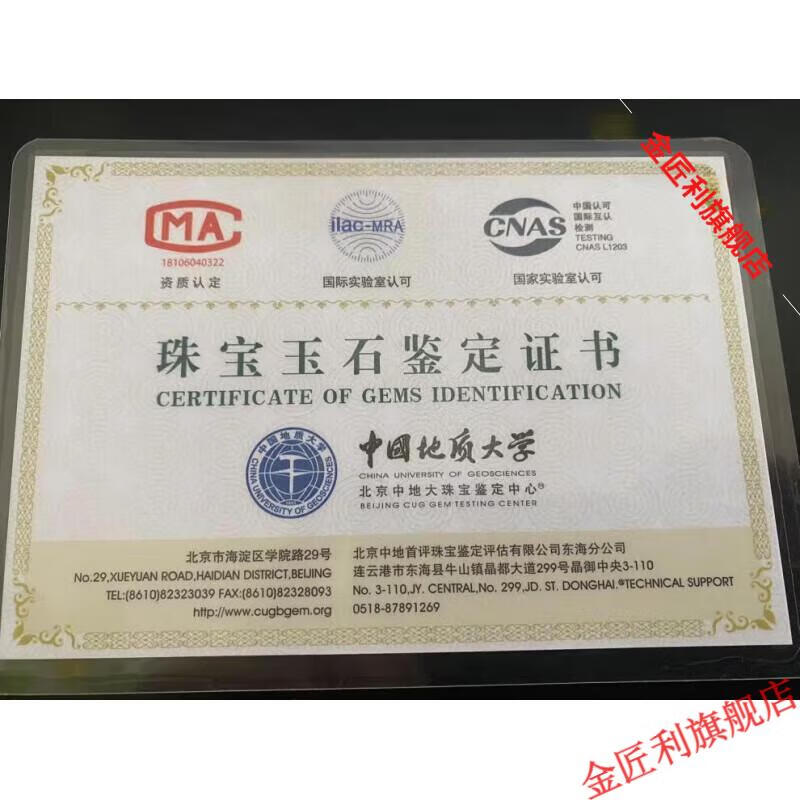 金匠利旗舰店
MA
18106040322
资质认定
ilac-MRA
国际实验室认可
CNAS
中国认可
国际互认
检测
TESTING
CNAS L1203
国家实验室认可
珠宝玉石鉴定证书
CERTIFICATE OF GEMS IDENTIFICATION
中国地质大学
CHINA UNIVERSITY OF GEOSCIENCES
中国地质大学
CHINA UNIVERSITY OF GEOSCIENCES
北京中地大珠宝鉴定中心®
BEIJING CUG GEM TESTING CENTER
北京市海淀区学院路29号
No.29,XUEYUAN ROAD,HAIDIAN DISTRICT,BEIJING
TEL:(8610)82323039 FAX:(8610)82328093
http://www.cugbgem.org
北京中地首评珠宝鉴定评估有限公司东海分公司
连云港市东海县牛山镇晶都大道299号晶御中央3-110
No. 3-110,JY. CENTRAL,No. 299,JD. ST. DONGHAI.®TECHNICAL SUPPORT
0518-87891269
金匠利旗舰店